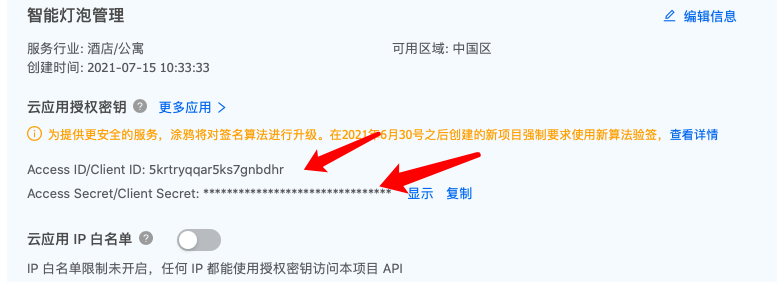 智能灯泡管理
编辑信息
服务行业: 酒店/公寓
可用区域: 中国区
创建时间: 2021-07-15 10:33:33
云应用授权密钥 ? 更多应用 >
为提供更安全的服务，涂鸦将对签名算法进行升级。在2021年6月30号之后创建的新项目强制要求使用新算法验签，查看详情
Access ID/Client ID: 5krtryqqar5ks7gnbdhr
Access Secret/Client Secret: ******************************** 显示 复制
云应用 IP 白名单 ?
IP 白名单限制未开启，任何 IP 都能使用授权密钥访问本项目 API